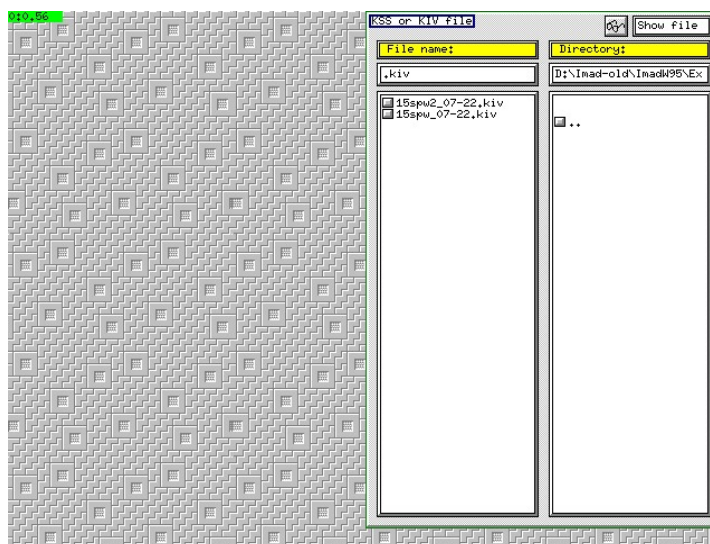 0:0,56
KSS or KIV file
Show file
File name:
Directory:
.kiv
D:\Imad-old\ImadW95\Ex
15spw2_07-22.kiv
15spw_07-22.kiv
..